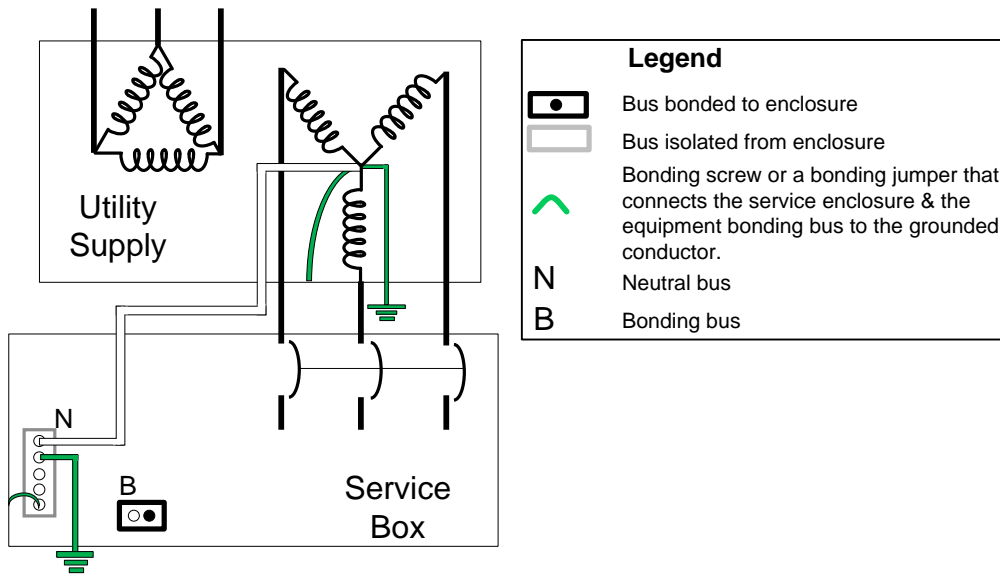 Utility
Supply
N
B
Service
Box
Legend
Bus bonded to enclosure
Bus isolated from enclosure
Bonding screw or a bonding jumper that
connects the service enclosure & the
equipment bonding bus to the grounded
conductor.
N Neutral bus
B Bonding bus